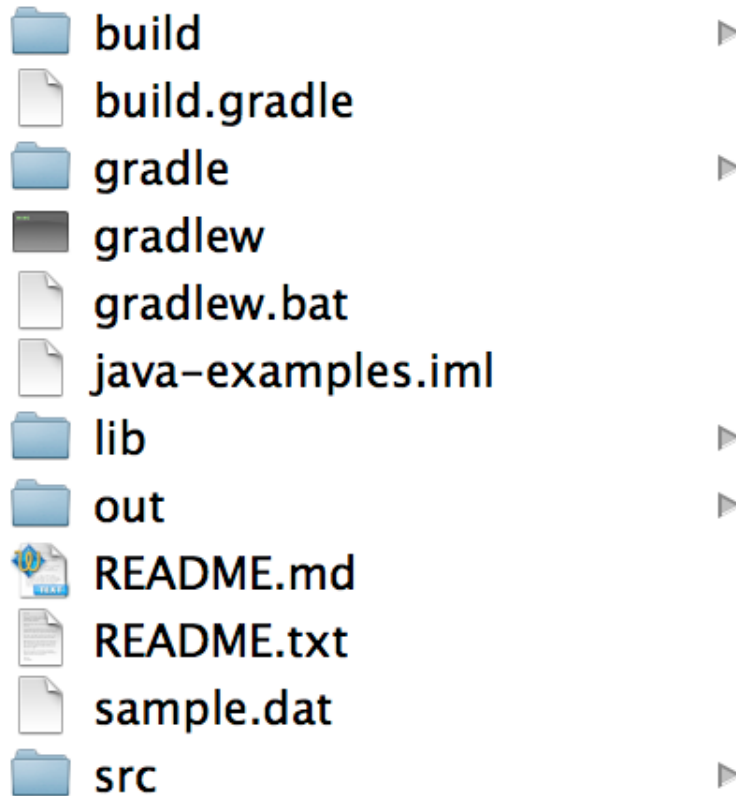 build
build.gradle
gradle
gradlew
gradlew.bat
java-examples.iml
lib
out
README.md
README.txt
sample.dat
src